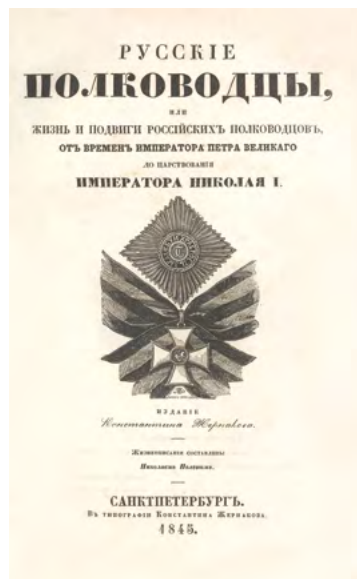 РУССКІЕ
ПОЛКОВОДЦЫ,
ИЛИ
ЖИЗНЬ И ПОДВИГИ РОССІЙСКИХЪ ПОЛКОВОДЦОВЪ,
ОТЪ ВРЕМЕНЪ ИМПЕРАТОРА ПЕТРА ВЕЛИКАГО
ДО ЦАРСТВОВАНІЯ
ИМПЕРАТОРА НИКОЛАЯ I.
ИЗДАНІЕ
Константина Жернакова.
Жизнеописанія составлены
Николаемъ Полевымъ.
САНКТПЕТЕРБУРГЪ.
Въ типографіи Константина Жернакова.
1845.